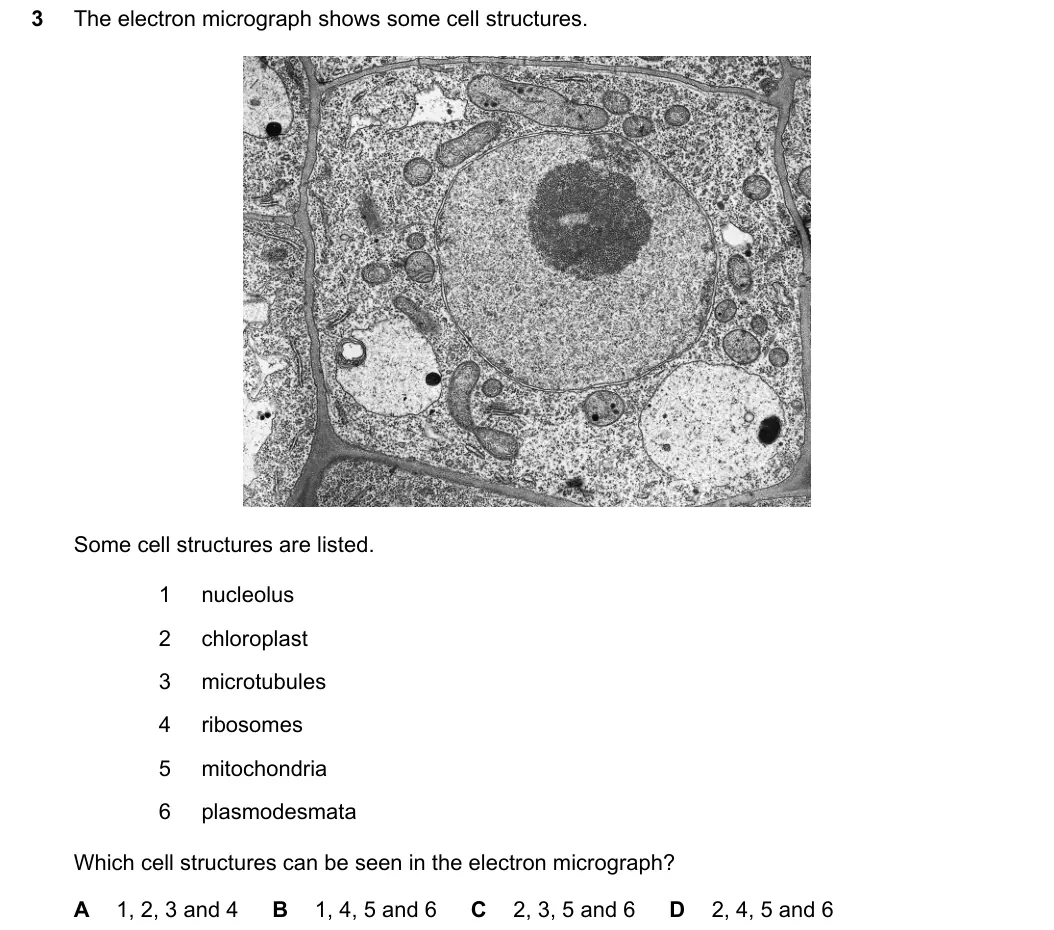 3 The electron micrograph shows some cell structures.
Some cell structures are listed.
1 nucleolus
2 chloroplast
3 microtubules
4 ribosomes
5 mitochondria
6 plasmodesmata
Which cell structures can be seen in the electron micrograph?
A 1, 2, 3 and 4 B 1, 4, 5 and 6 C 2, 3, 5 and 6 D 2, 4, 5 and 6